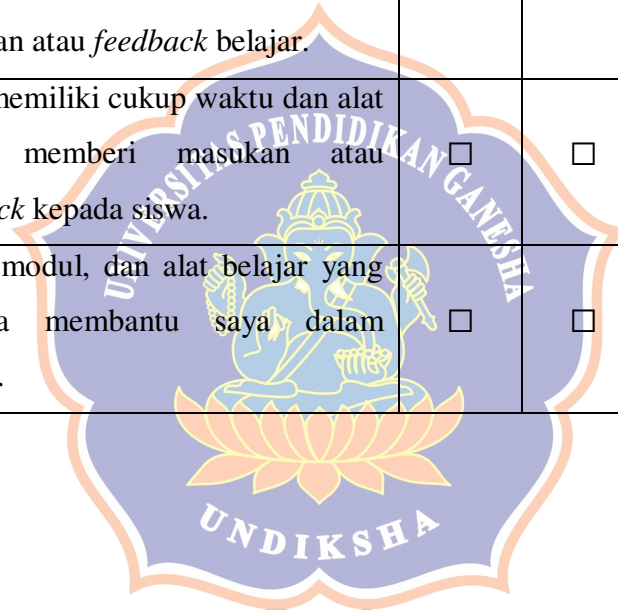 an atau feedback belajar.
memiliki cukup waktu dan alat
memberi masukan atau
ck kepada siswa.
modul, dan alat belajar yang
a membantu saya dalam
.
UNIVERSITAS PENDIDIKAN GANESHA
UNDIKSHA